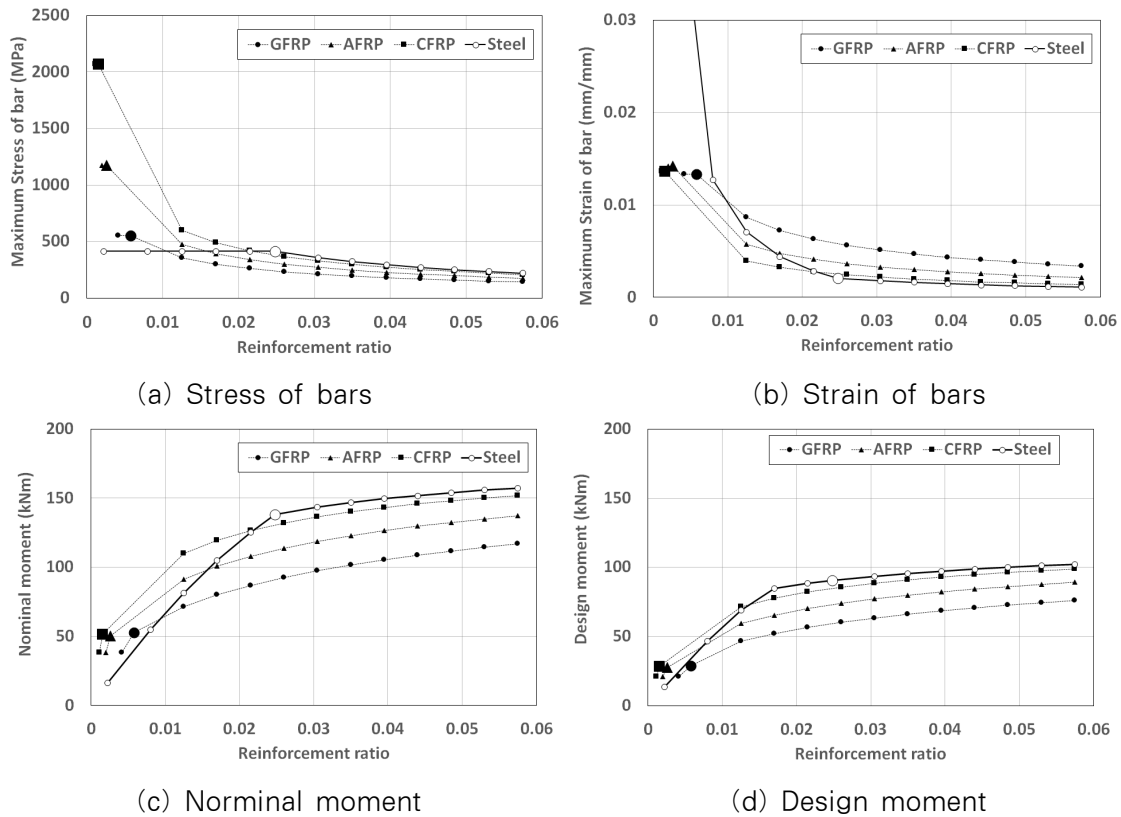 Maximum Stress of bar (MPa)
2500
2000
1500
1000
500
0
GFRP AFRP CFRP Steel
0 0.01 0.02 0.03 0.04 0.05 0.06
Reinforcement ratio
(a) Stress of bars
Maximum Strain of bar (mm/mm)
0.03
0.02
0.01
0
GFRP AFRP CFRP Steel
0 0.01 0.02 0.03 0.04 0.05 0.06
Reinforcement ratio
(b) Strain of bars
Nominal moment (kNm)
200
150
100
50
0
GFRP AFRP CFRP Steel
0 0.01 0.02 0.03 0.04 0.05 0.06
Reinforcement ratio
(c) Norminal moment
Design moment (kNm)
200
150
100
50
0
GFRP AFRP CFRP Steel
0 0.01 0.02 0.03 0.04 0.05 0.06
Reinforcement ratio
(d) Design moment